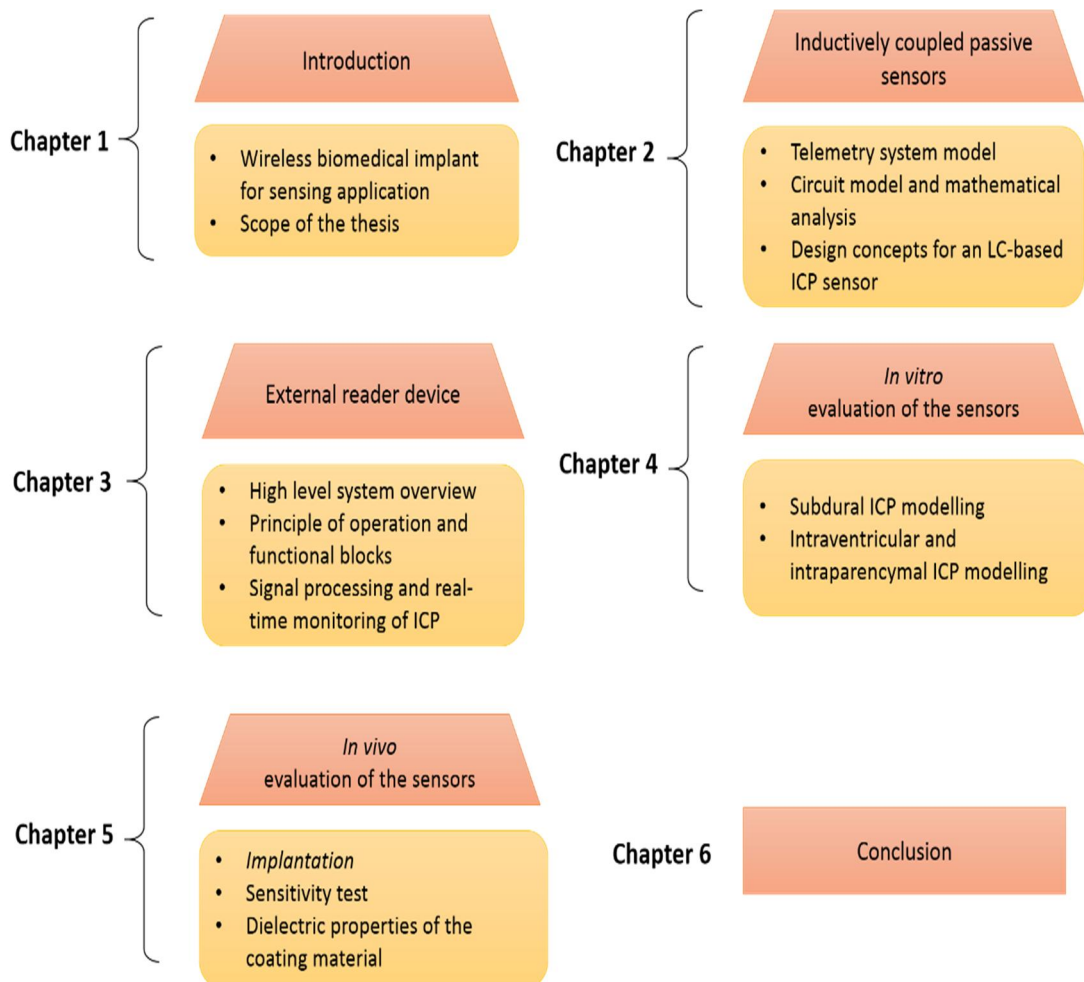 Chapter 1
Introduction
• Wireless biomedical implant
for sensing application
• Scope of the thesis
Chapter 2
Inductively coupled passive
sensors
• Telemetry system model
• Circuit model and mathematical
analysis
• Design concepts for an LC-based
ICP sensor
Chapter 3
External reader device
• High level system overview
• Principle of operation and
functional blocks
• Signal processing and real-
time monitoring of ICP
Chapter 4
In vitro
evaluation of the sensors
• Subdural ICP modelling
• Intraventricular and
intraparencymal ICP modelling
Chapter 5
In vivo
evaluation of the sensors
• Implantation
• Sensitivity test
• Dielectric properties of the
coating material
Chapter 6
Conclusion